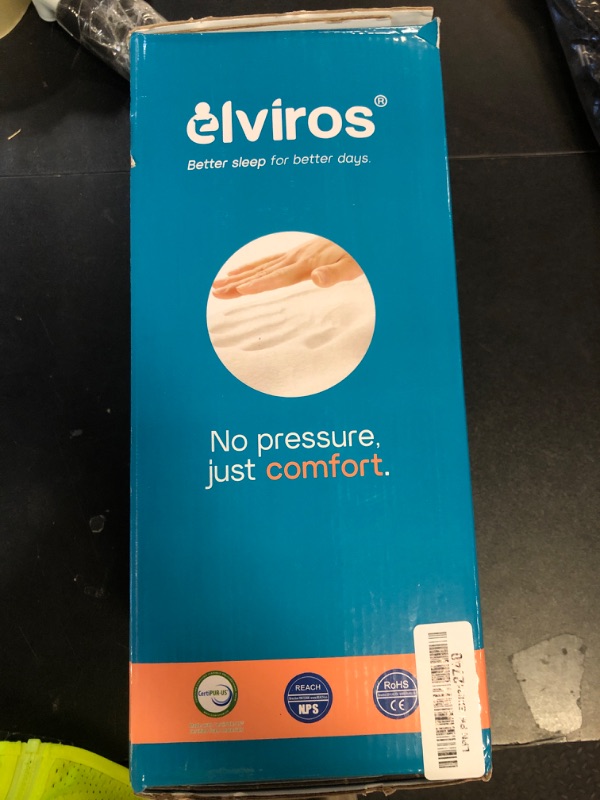 elviros®
Better sleep for better days.
No pressure,
just comfort.
CertiPUR-US
REACH
NPS
RoHS
CE